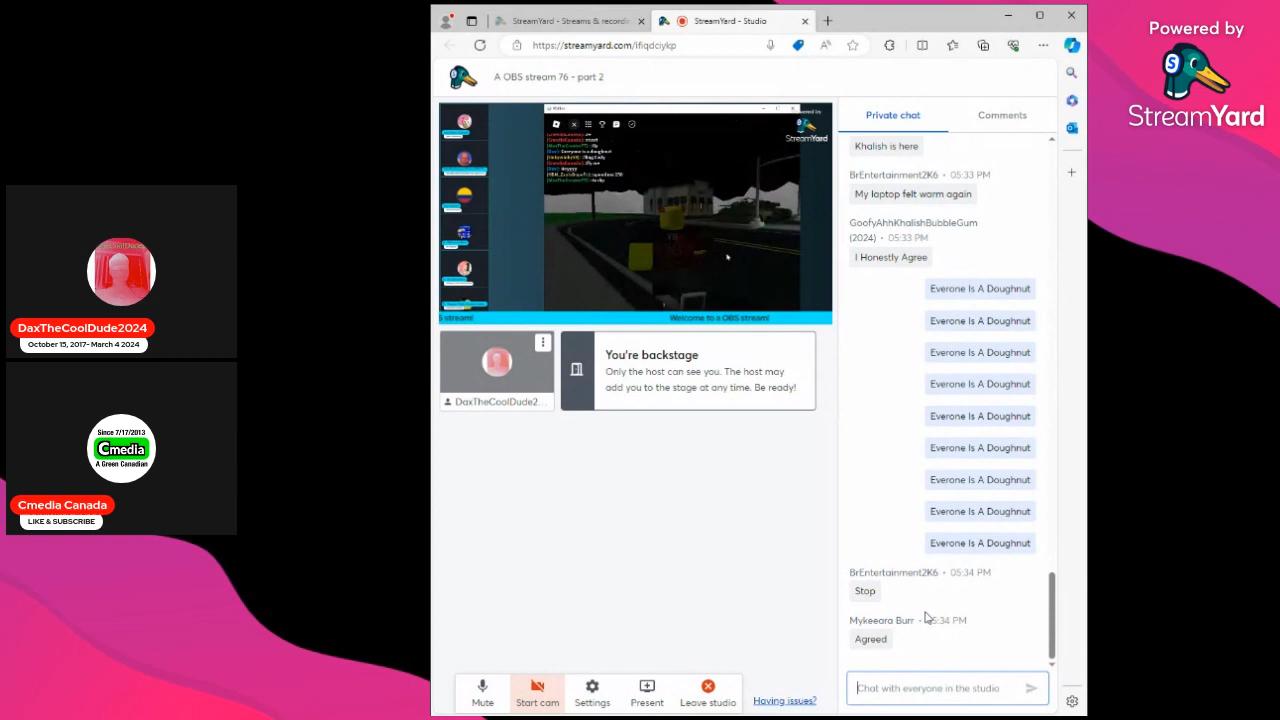 StreamYard - Streams & recordin
StreamYard - Studio
https://streamyard.com/ifiqdciykp
Powered by
StreamYard
A OBS stream 76 - part 2
Private chat
Comments
Khalish is here
BrEntertainment2K6 • 05:33 PM
My laptop felt warm again
GoofyAhhKhalishBubbleGum
(2024) • 05:33 PM
I Honestly Agree
Everone Is A Doughnut
Everone Is A Doughnut
Everone Is A Doughnut
Everone Is A Doughnut
Everone Is A Doughnut
Everone Is A Doughnut
Everone Is A Doughnut
Everone Is A Doughnut
Everone Is A Doughnut
BrEntertainment2K6 • 05:34 PM
Stop
Mykeeara Burr • 05:34 PM
Agreed
Chat with everyone in the studio
StreamYard
S stream!
Welcome to a OBS stream!
DaxTheCoolDude2...
You're backstage
Only the host can see you. The host may
add you to the stage at any time. Be ready!
Mute
Start cam
Settings
Present
Leave studio
Having issues?
DaxTheCoolDude2024
October 15, 2017- March 4 2024
Since 7/17/2013
Cmedia
A Green Canadian
Cmedia Canada
LIKE & SUBSCRIBE